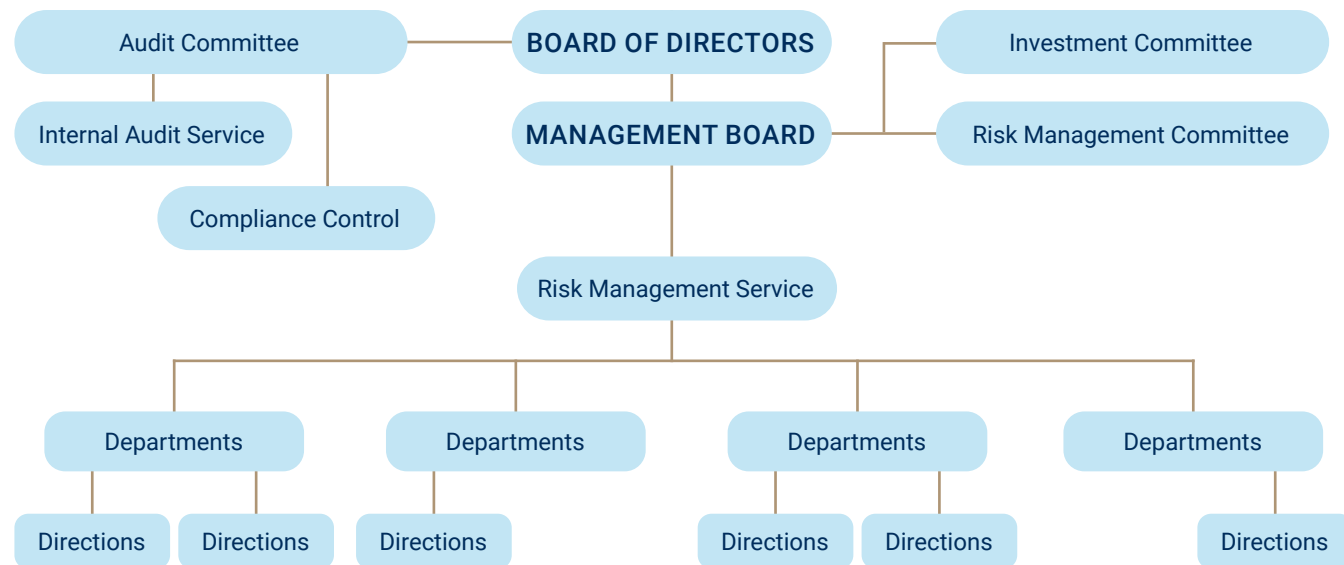 Audit Committee
BOARD OF DIRECTORS
Investment Committee
Internal Audit Service
MANAGEMENT BOARD
Risk Management Committee
Compliance Control
Risk Management Service
Departments
Departments
Departments
Departments
Directions
Directions
Directions
Directions
Directions
Directions